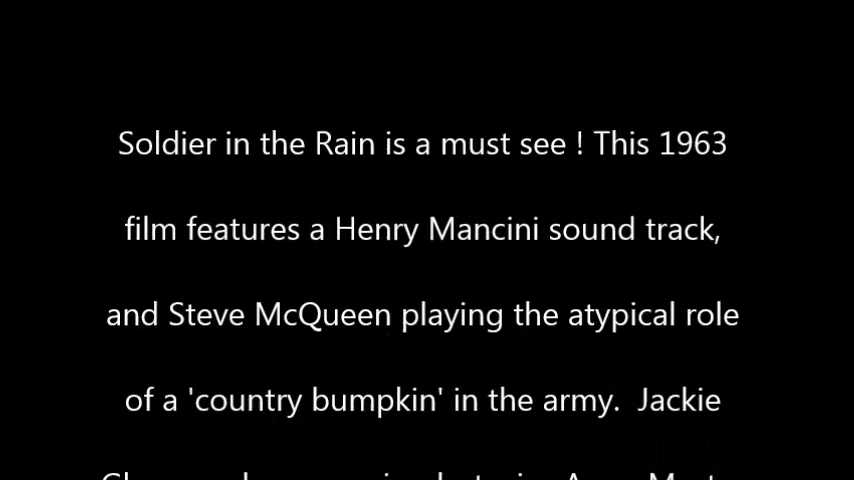 Soldier in the Rain is a must see ! This 1963
film features a Henry Mancini sound track,
and Steve McQueen playing the atypical role
of a 'country bumpkin' in the army.  Jackie